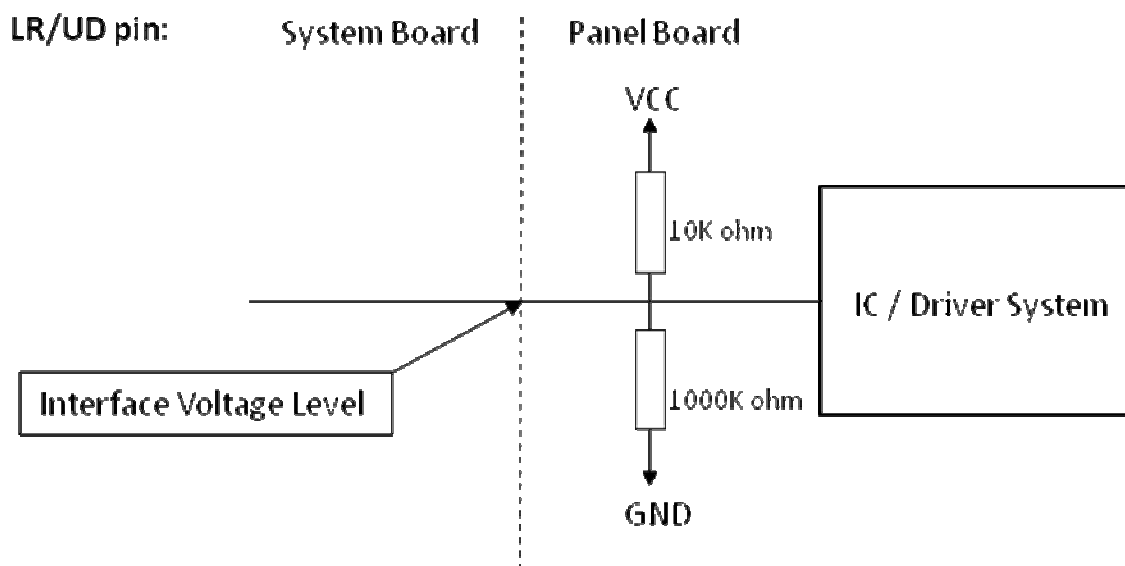 LR/UD pin:
System Board
Panel Board
VCC
10K ohm
IC / Driver System
Interface Voltage Level
1000K ohm
GND